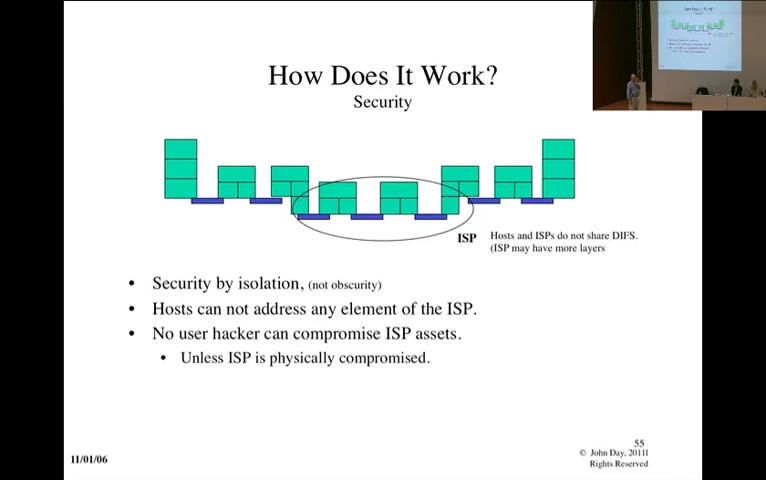 How Does It Work?
Security
ISP
Hosts and ISPs do not share DIFS.
(ISP may have more layers
• Security by isolation, (not obscurity)
• Hosts can not address any element of the ISP.
• No user hacker can compromise ISP assets.
• Unless ISP is physically compromised.
55
© John Day, 2011l
Rights Reserved
11/01/06